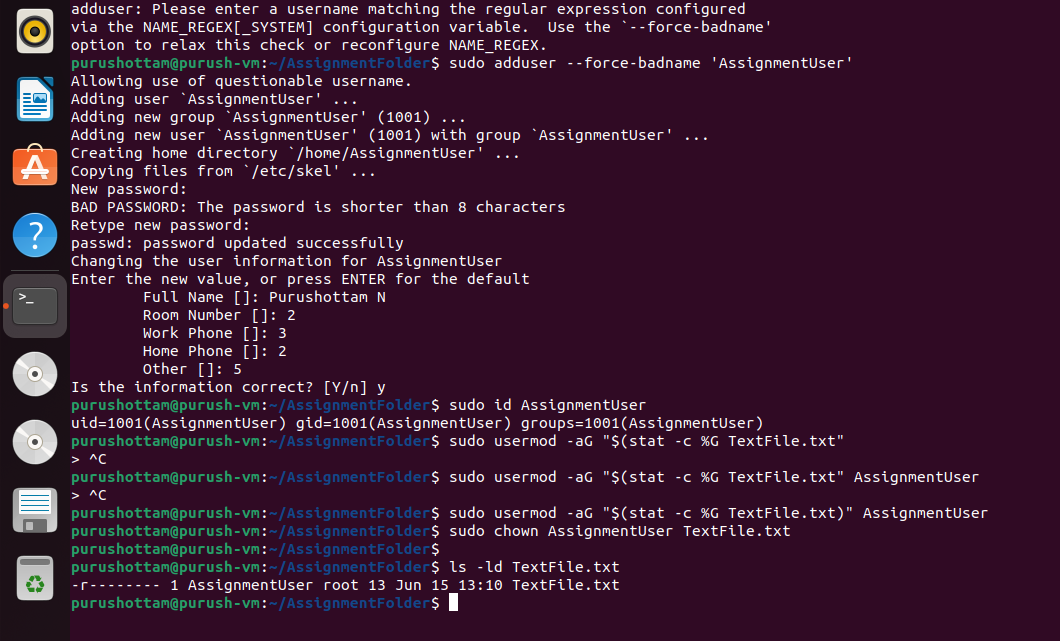 adduser: Please enter a username matching the regular expression configured
via the NAME_REGEX[_SYSTEM] configuration variable.  Use the `--force-badname'
option to relax this check or reconfigure NAME_REGEX.
purushottam@purush-vm:~/AssignmentFolder$ sudo adduser --force-badname 'AssignmentUser'
Allowing use of questionable username.
Adding user `AssignmentUser' ...
Adding new group `AssignmentUser' (1001) ...
Adding new user `AssignmentUser' (1001) with group `AssignmentUser' ...
Creating home directory `/home/AssignmentUser' ...
Copying files from `/etc/skel' ...
New password:
BAD PASSWORD: The password is shorter than 8 characters
Retype new password:
passwd: password updated successfully
Changing the user information for AssignmentUser
Enter the new value, or press ENTER for the default
        Full Name []: Purushottam N
        Room Number []: 2
        Work Phone []: 3
        Home Phone []: 2
        Other []: 5
Is the information correct? [Y/n] y
purushottam@purush-vm:~/AssignmentFolder$ sudo id AssignmentUser
uid=1001(AssignmentUser) gid=1001(AssignmentUser) groups=1001(AssignmentUser)
purushottam@purush-vm:~/AssignmentFolder$ sudo usermod -aG "$(stat -c %G TextFile.txt"
> ^C
purushottam@purush-vm:~/AssignmentFolder$ sudo usermod -aG "$(stat -c %G TextFile.txt" AssignmentUser
> ^C
purushottam@purush-vm:~/AssignmentFolder$ sudo usermod -aG "$(stat -c %G TextFile.txt)" AssignmentUser
purushottam@purush-vm:~/AssignmentFolder$ sudo chown AssignmentUser TextFile.txt
purushottam@purush-vm:~/AssignmentFolder$
purushottam@purush-vm:~/AssignmentFolder$ ls -ld TextFile.txt
-r-------- 1 AssignmentUser root 13 Jun 15 13:10 TextFile.txt
purushottam@purush-vm:~/AssignmentFolder$